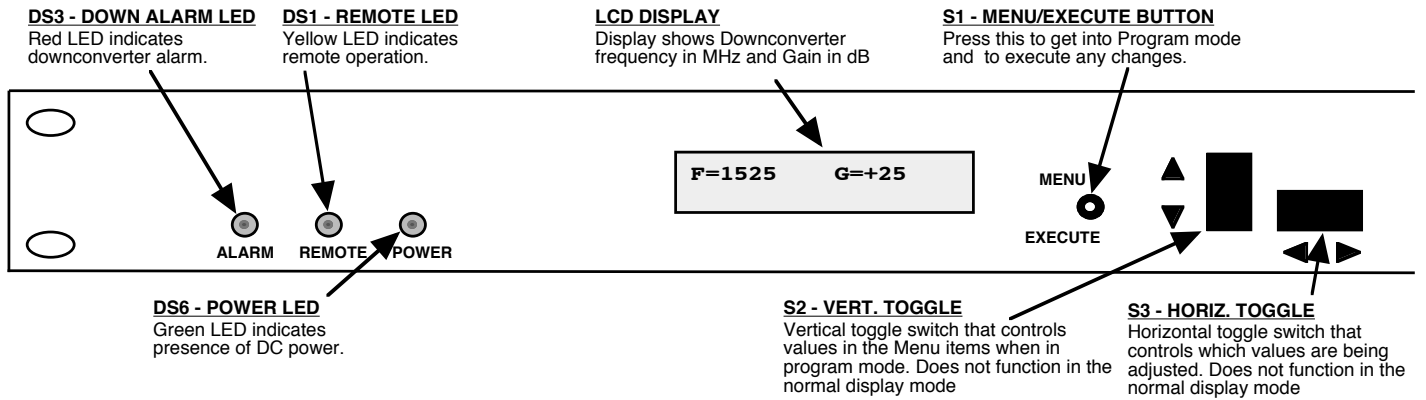 DS3 - DOWN ALARM LED
Red LED indicates
downconverter alarm.
DS1 - REMOTE LED
Yellow LED indicates
remote operation.
LCD DISPLAY
Display shows Downconverter
frequency in MHz and Gain in dB
S1 - MENU/EXECUTE BUTTON
Press this to get into Program mode
and to execute any changes.
F=1525 G=+25
MENU
EXECUTE
ALARM REMOTE POWER
DS6 - POWER LED
Green LED indicates
presence of DC power.
S2 - VERT. TOGGLE
Vertical toggle switch that controls
values in the Menu items when in
program mode. Does not function in the
normal display mode
S3 - HORIZ. TOGGLE
Horizontal toggle switch that
controls which values are being
adjusted. Does not function in the
normal display mode